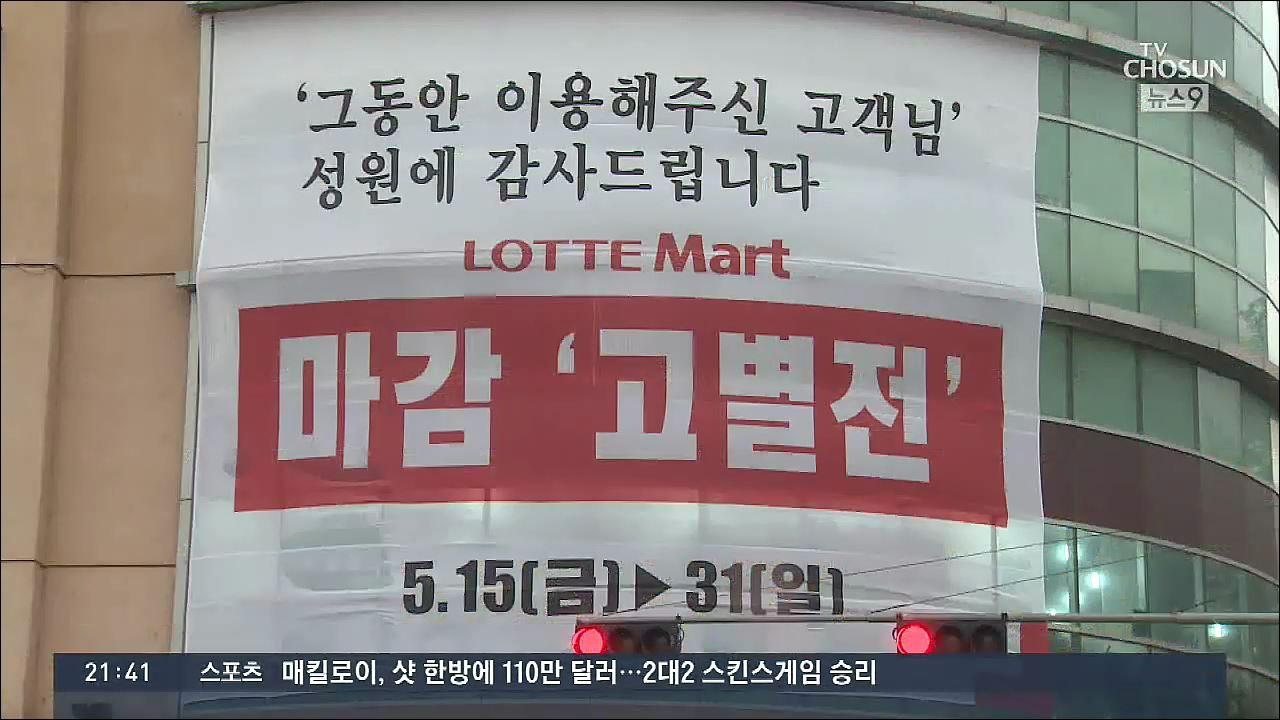 TV
CHOSUN
뉴스9
‘그동안 이용해주신 고객님’
성원에 감사드립니다
LOTTE Mart
마감 ‘고별전’
5.15(금)▶31(일)
21:41 스포츠 매킬로이, 샷 한방에 110만 달러…2대2 스킨스게임 승리